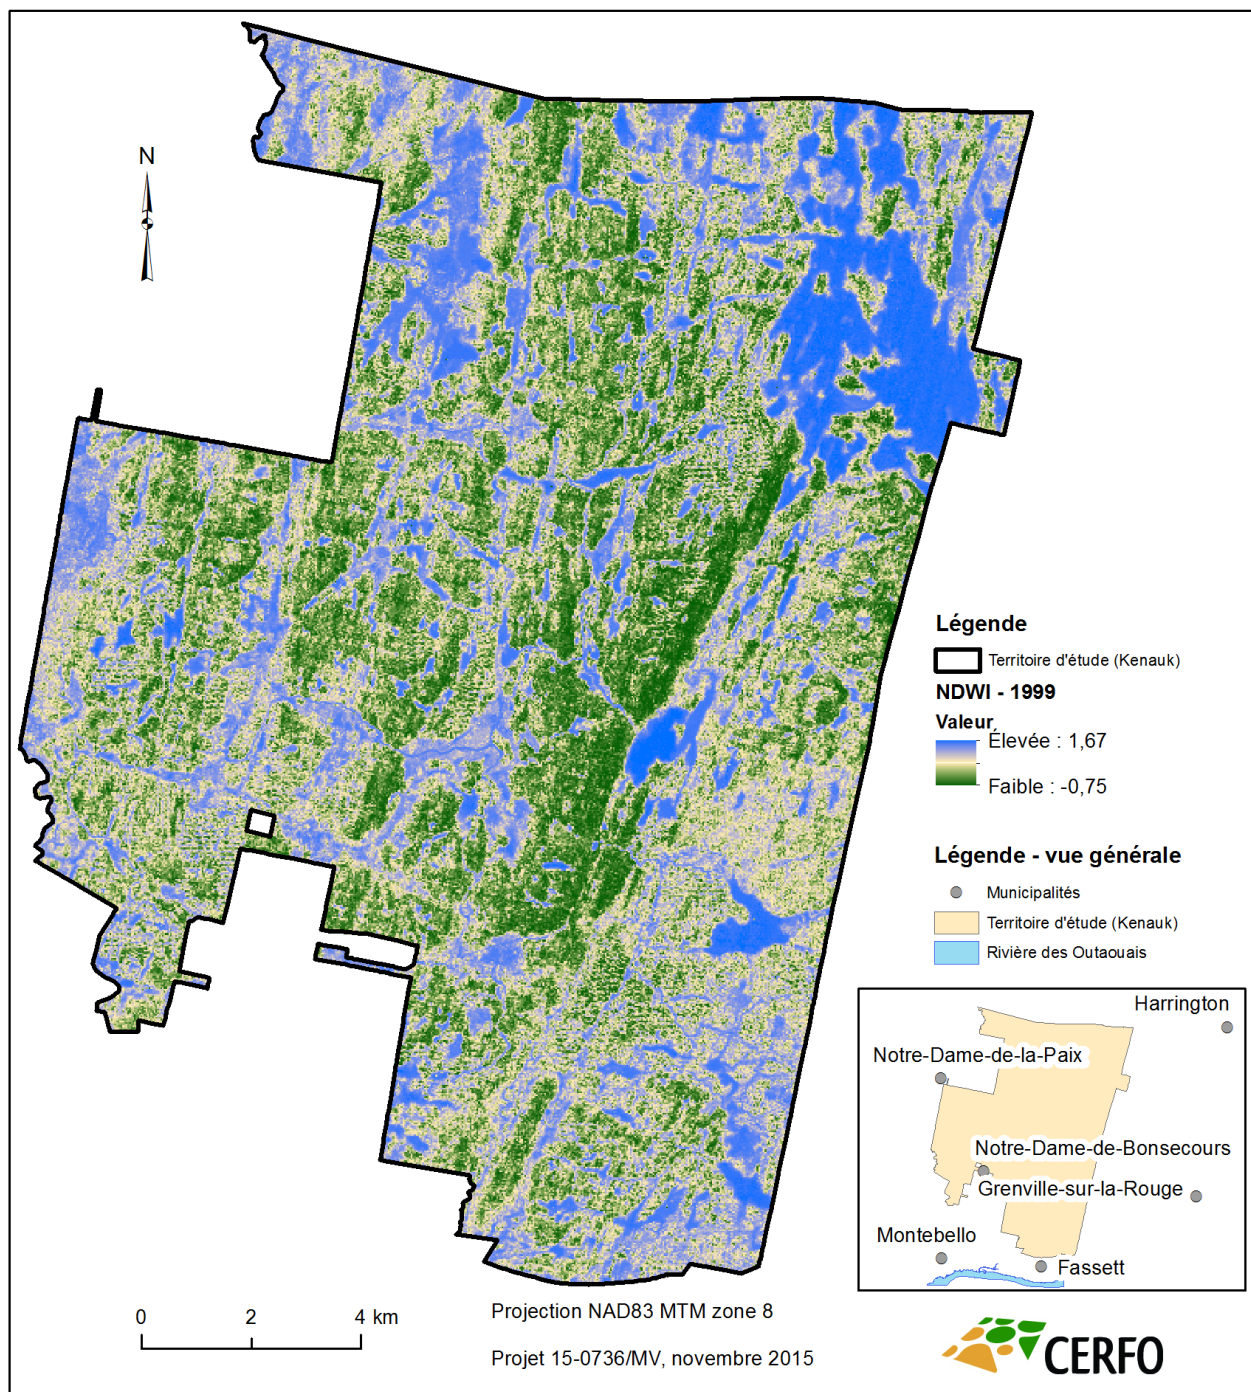 N
Légende
Territoire d'étude (Kenauk)
NDWI - 1999
Valeur
Élevée : 1,67
Faible : -0,75
Légende - vue générale
Municipalités
Territoire d'étude (Kenauk)
Rivière des Outaouais
Harrington
Notre-Dame-de-la-Paix
Notre-Dame-de-Bonsecours
Grenville-sur-la-Rouge
Montebello
Fassett
0 2 4 km
Projection NAD83 MTM zone 8
Projet 15-0736/MV, novembre 2015
CERFO